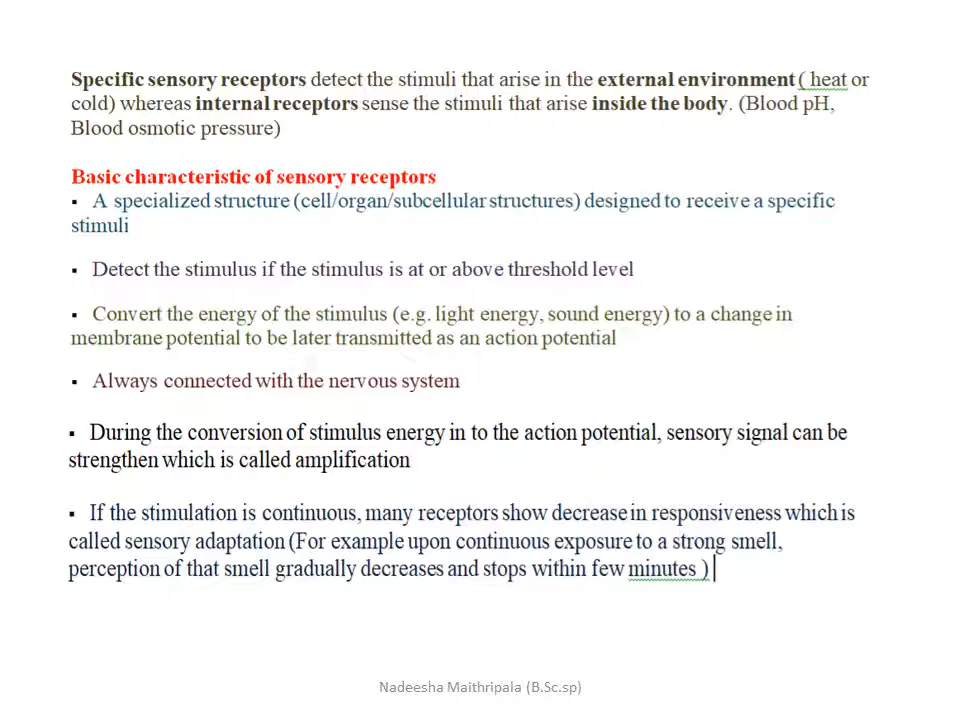 Specific sensory receptors detect the stimuli that arise in the external environment ( heat or
cold) whereas internal receptors sense the stimuli that arise inside the body. (Blood pH,
Blood osmotic pressure)
Basic characteristic of sensory receptors
▪ A specialized structure (cell/organ/subcellular structures) designed to receive a specific
stimuli
▪ Detect the stimulus if the stimulus is at or above threshold level
▪ Convert the energy of the stimulus (e.g. light energy, sound energy) to a change in
membrane potential to be later transmitted as an action potential
▪ Always connected with the nervous system
▪ During the conversion of stimulus energy in to the action potential, sensory signal can be
strengthen which is called amplification
▪ If the stimulation is continuous, many receptors show decrease in responsiveness which is
called sensory adaptation (For example upon continuous exposure to a strong smell,
perception of that smell gradually decreases and stops within few minutes )
Nadeesha Maithripala (B.Sc.sp)